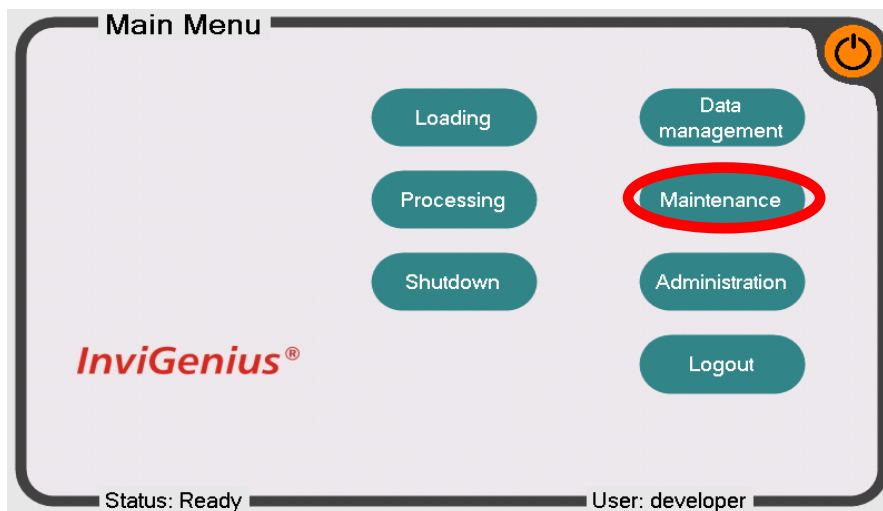 Main Menu
Loading
Data
management
Processing
Maintenance
Shutdown
Administration
InviGenius®
Logout
Status: Ready
User: developer